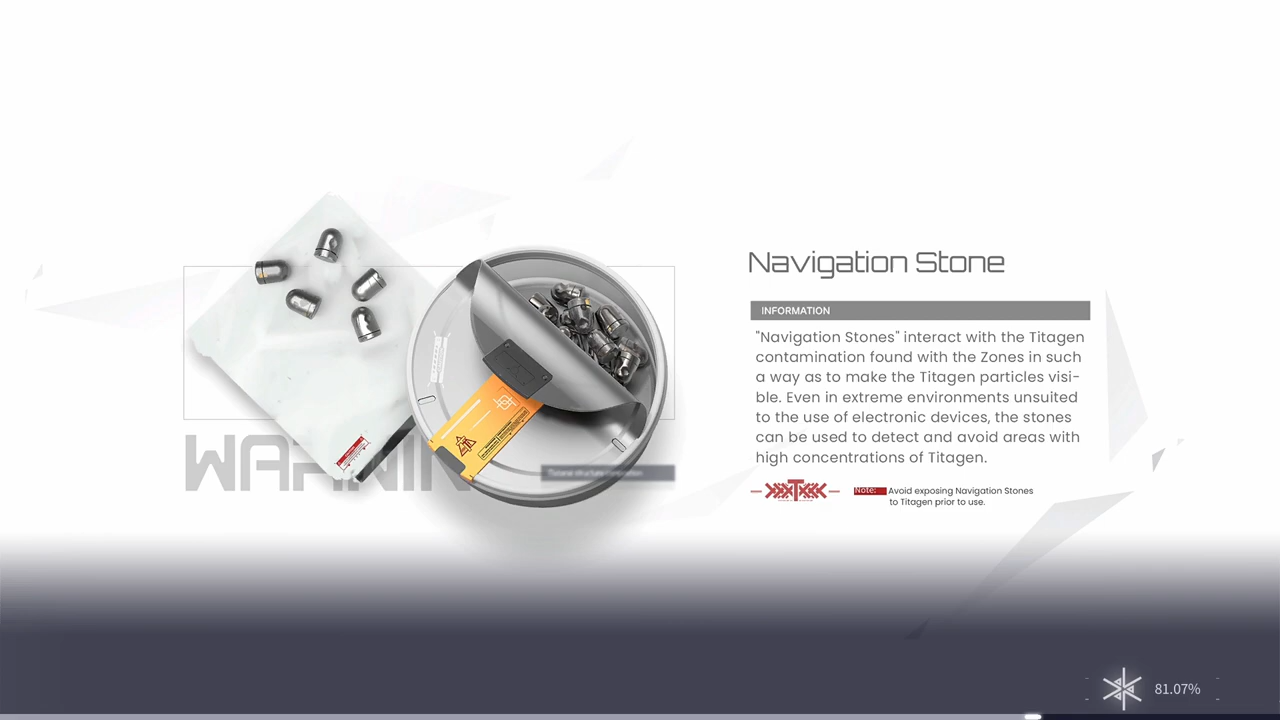 Navigation Stone
INFORMATION
"Navigation Stones" interact with the Titagen
contamination found with the Zones in such
a way as to make the Titagen particles visi-
ble. Even in extreme environments unsuited
to the use of electronic devices, the stones
can be used to detect and avoid areas with
high concentrations of Titagen.
Note: Avoid exposing Navigation Stones
to Titagen prior to use.
81.07%